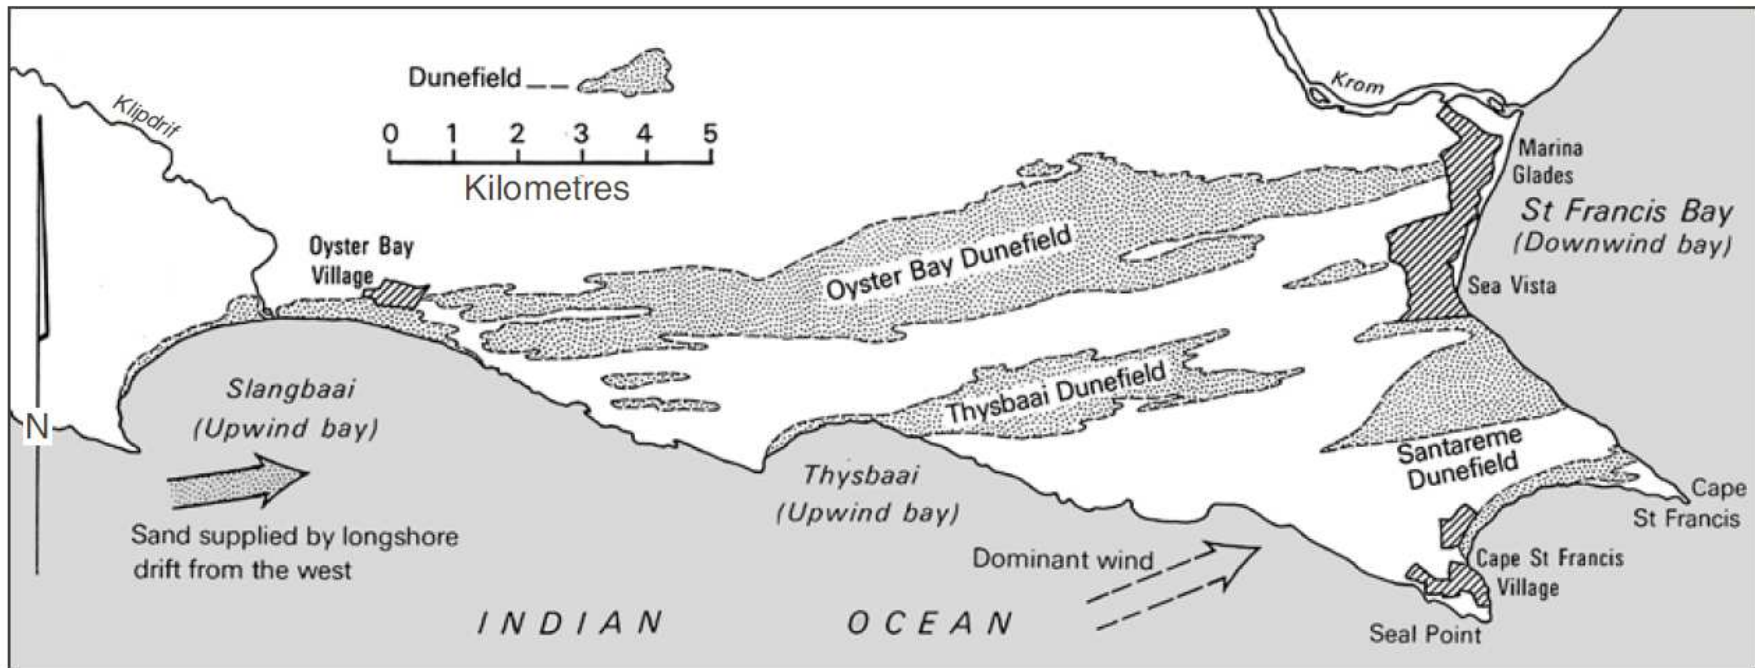 Dunefield
0 1 2 3 4 5
Kilometres
Klipdrif
Krom
Marina
Glades
St Francis Bay
(Downwind bay)
Oyster Bay
Village
Oyster Bay Dunefield
Sea Vista
Slangbaai
(Upwind bay)
Thysbaai Dunefield
N
Santareme
Dunefield
Thysbaai
(Upwind bay)
Cape
St Francis
Sand supplied by longshore
drift from the west
Dominant wind
Cape St Francis
Village
INDIAN OCEAN
Seal Point